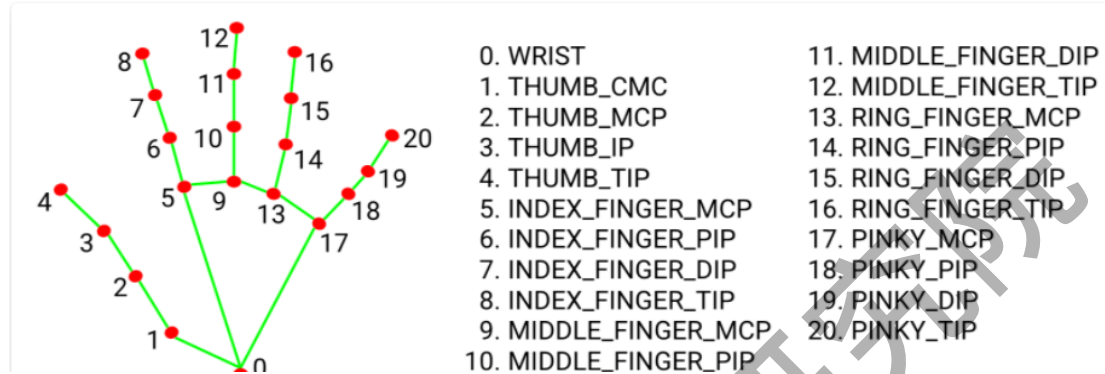 12
8
16
11
7
15
10
20
6
14
19
4
5
9
13
18
3
17
2
1
0
0. WRIST
1. THUMB_CMC
2. THUMB_MCP
3. THUMB_IP
4. THUMB_TIP
5. INDEX_FINGER_MCP
6. INDEX_FINGER_PIP
7. INDEX_FINGER_DIP
8. INDEX_FINGER_TIP
9. MIDDLE_FINGER_MCP
10. MIDDLE_FINGER_PIP
11. MIDDLE_FINGER_DIP
12. MIDDLE_FINGER_TIP
13. RING_FINGER_MCP
14. RING_FINGER_PIP
15. RING_FINGER_DIP
16. RING_FINGER_TIP
17. PINKY_MCP
18. PINKY_PIP
19. PINKY_DIP
20. PINKY_TIP
究院